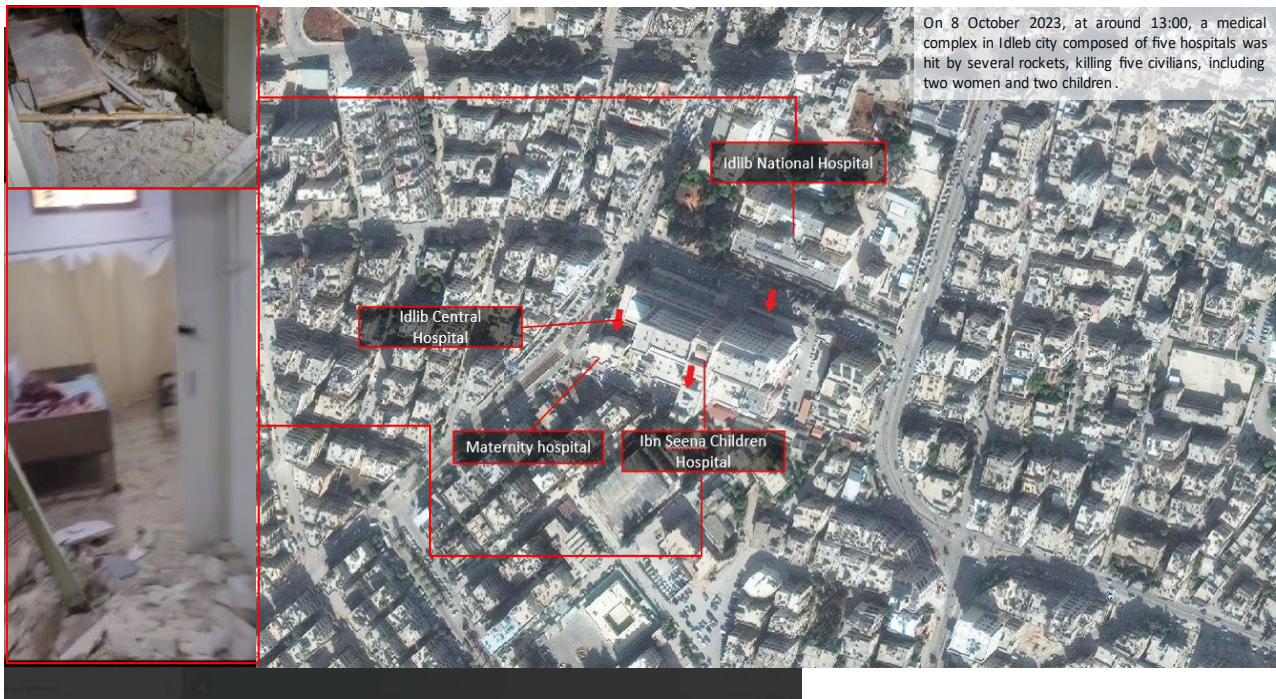 On 8 October 2023, at around 13:00, a medical
complex in Idleb city composed of five hospitals was
hit by several rockets, killing five civilians, including
two women and two children .
Idlib National Hospital
Idlib Central
Hospital
Maternity hospital
Ibn Seena Children
Hospital